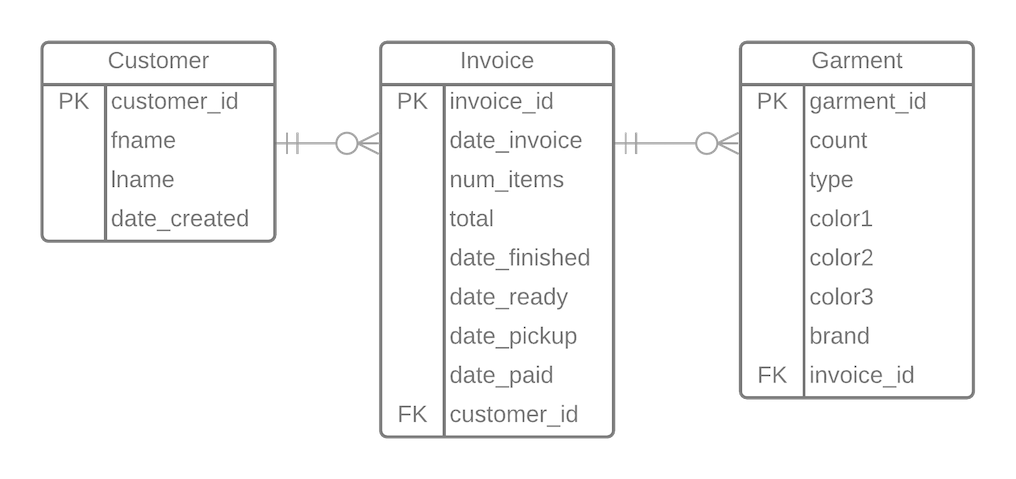 Customer
PK customer_id
fname
lname
date_created
Invoice
PK invoice_id
date_invoice
num_items
total
date_finished
date_ready
date_pickup
date_paid
FK customer_id
Garment
PK garment_id
count
type
color1
color2
color3
brand
FK invoice_id